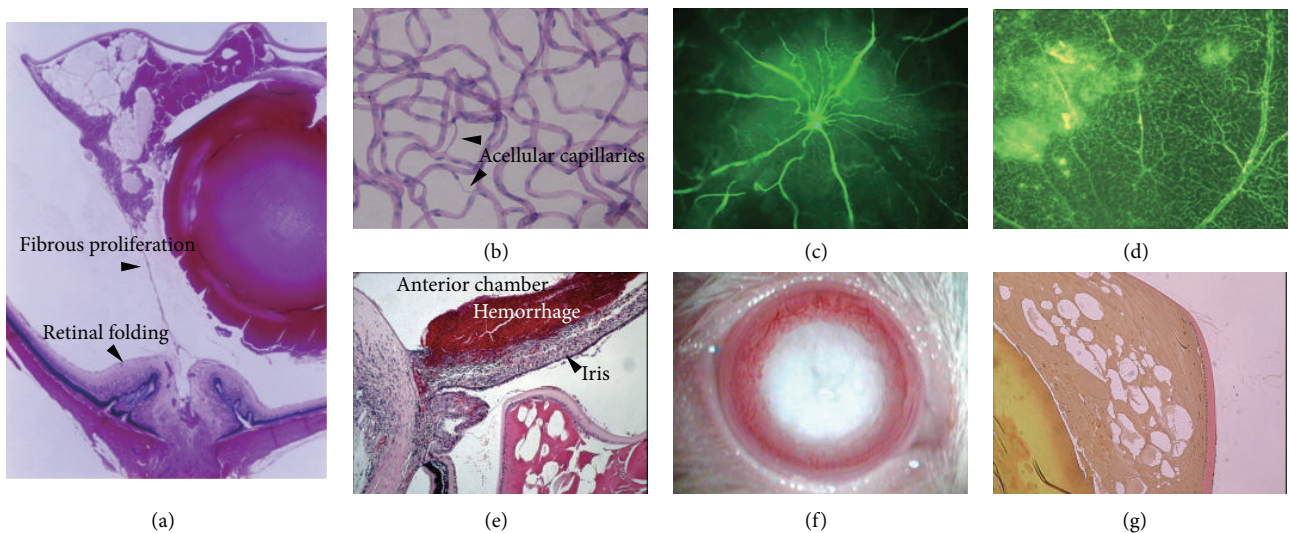 Fibrous proliferation
Retinal folding
(a)
Acellular capillaries
(b)
(c)
(d)
Anterior chamber
Hemorrhage
Iris
(e)
(f)
(g)